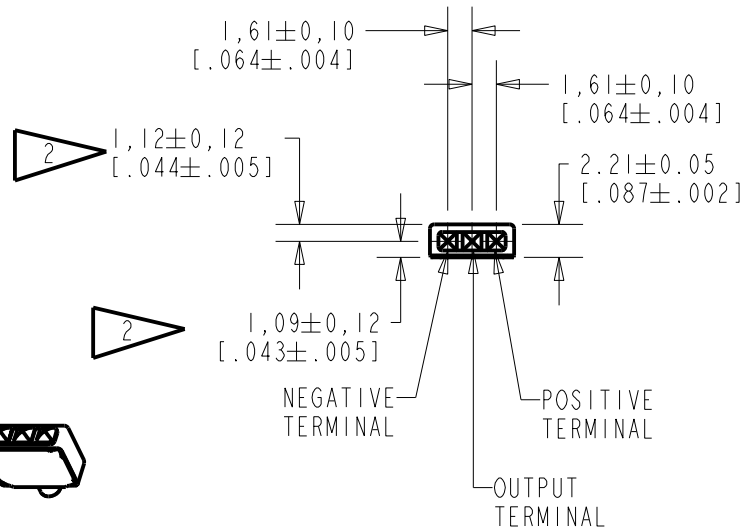 1,61±0,10
[.064±.004]
1,61±0,10
[.064±.004]
2
1,12±0,12
[.044±.005]
2.21±0.05
[.087±.002]
2
1,09±0,12
[.043±.005]
NEGATIVE
TERMINAL
POSITIVE
TERMINAL
OUTPUT
TERMINAL